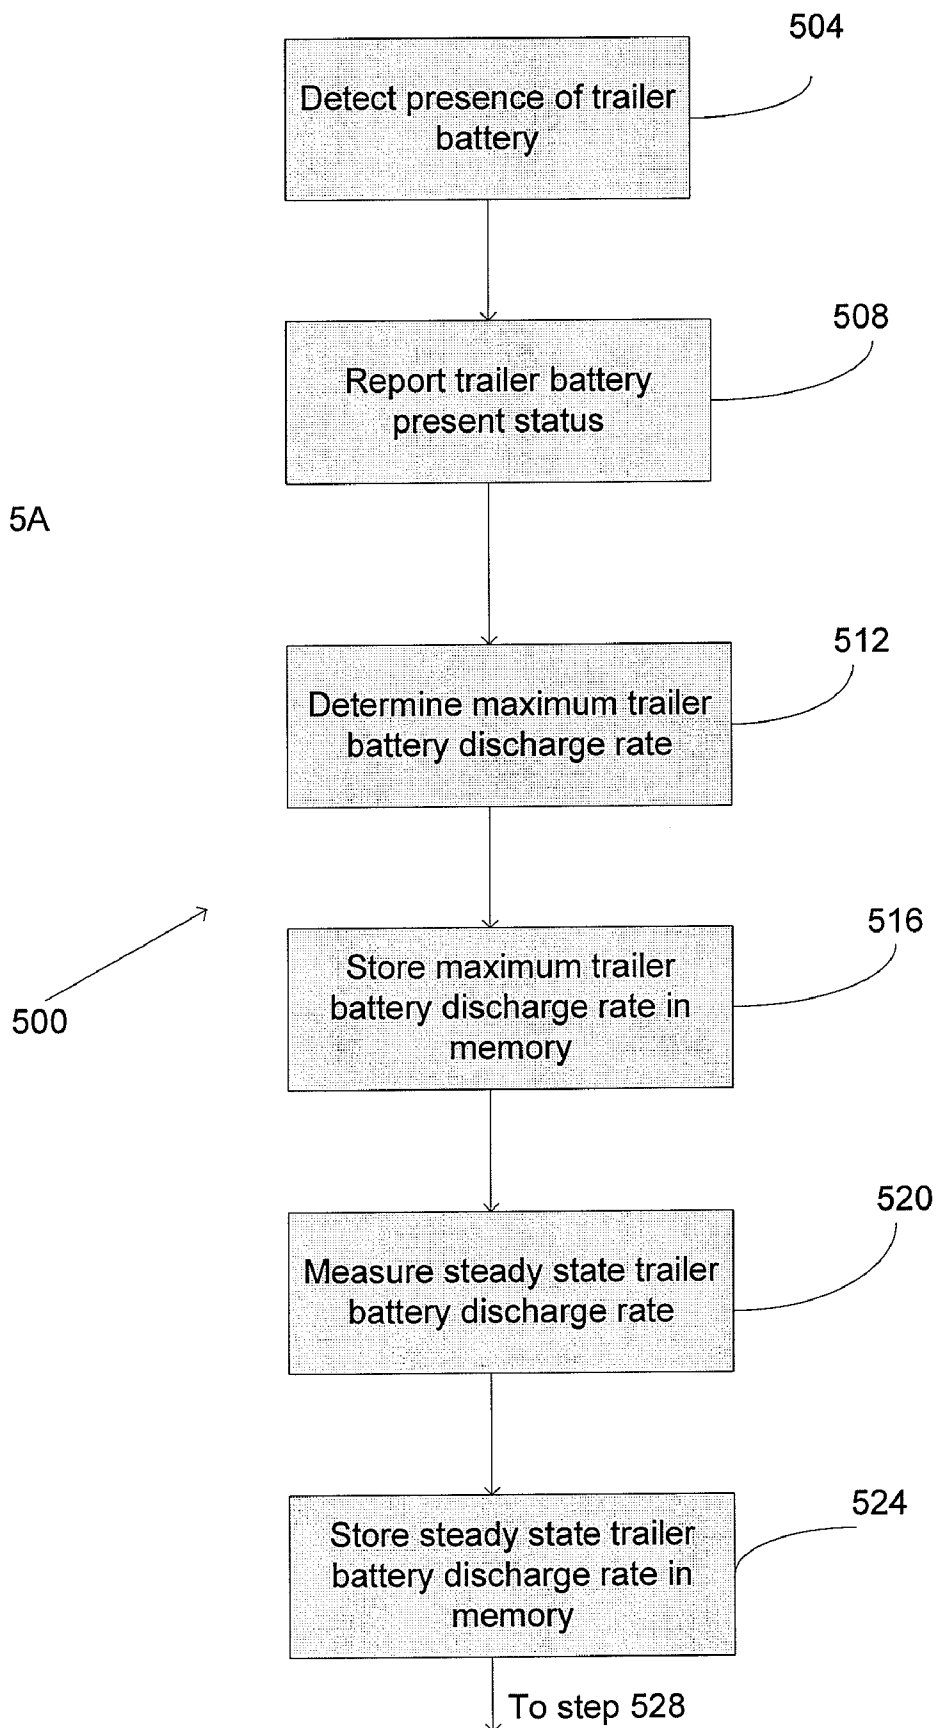 504
Detect presence of trailer
battery
508
Report trailer battery
present status
5A
512
Determine maximum trailer
battery discharge rate
516
Store maximum trailer
battery discharge rate in
memory
500
520
Measure steady state trailer
battery discharge rate
524
Store steady state trailer
battery discharge rate in
memory
To step 528